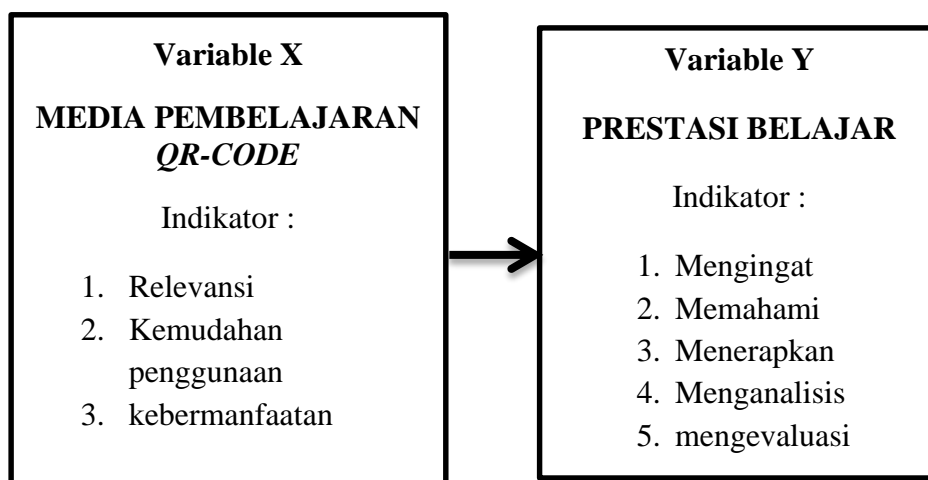 Variable X
MEDIA PEMBELAJARAN
QR-CODE
Indikator :
1. Relevansi
2. Kemudahan
penggunaan
3. kebermanfaatan
Variable Y
PRESTASI BELAJAR
Indikator :
1. Mengingat
2. Memahami
3. Menerapkan
4. Menganalisis
5. mengevaluasi